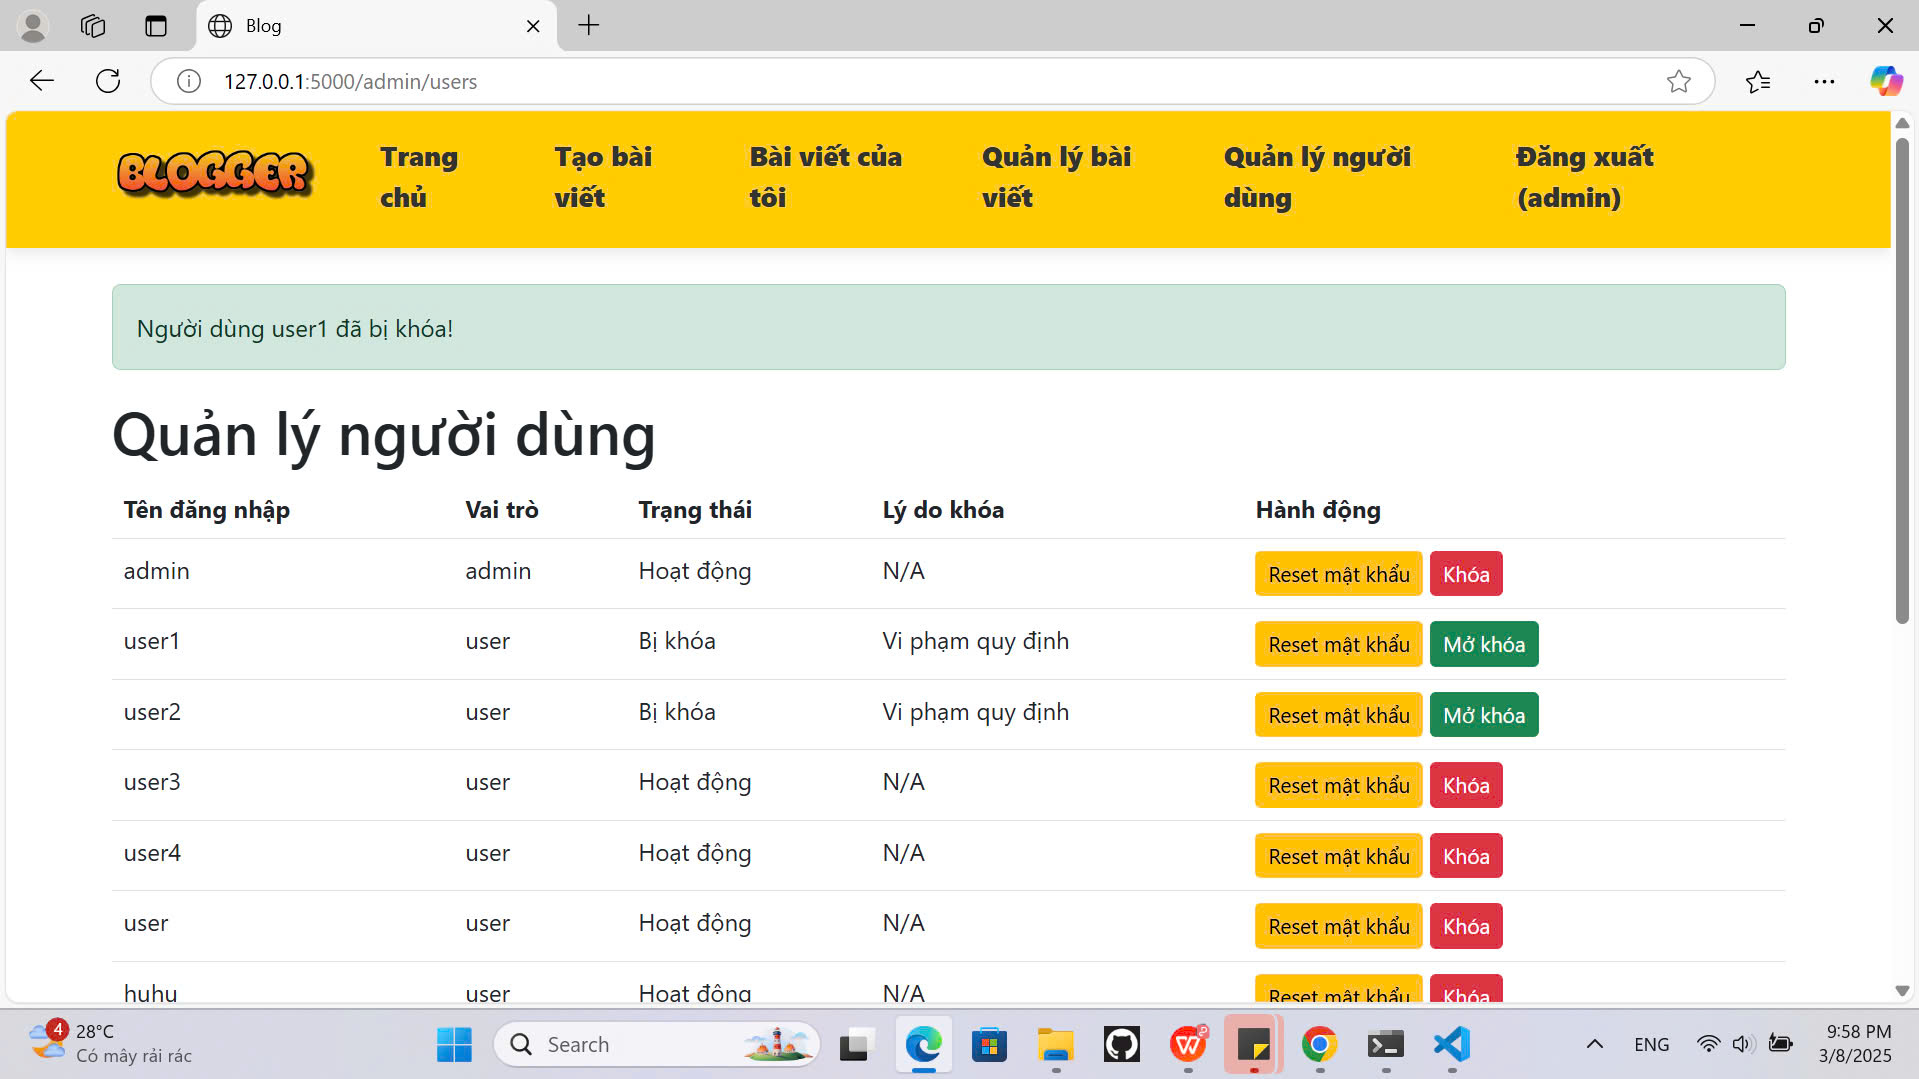 Blog
127.0.0.1:5000/admin/users
BLOGGER
Trang chủ
Tạo bài viết
Bài viết của tôi
Quản lý bài viết
Quản lý người dùng
Đăng xuất (admin)
Người dùng user1 đã bị khóa!
Quản lý người dùng
Tên đăng nhập Vai trò Trạng thái Lý do khóa Hành động
admin admin Hoạt động N/A Reset mật khẩu Khóa
user1 user Bị khóa Vi phạm quy định Reset mật khẩu Mở khóa
user2 user Bị khóa Vi phạm quy định Reset mật khẩu Mở khóa
user3 user Hoạt động N/A Reset mật khẩu Khóa
user4 user Hoạt động N/A Reset mật khẩu Khóa
user user Hoạt động N/A Reset mật khẩu Khóa
huhu user Hoạt động N/A Reset mật khẩu Khóa
4 28°C
Có mây rải rác
Search
ENG
9:58 PM
3/8/2025